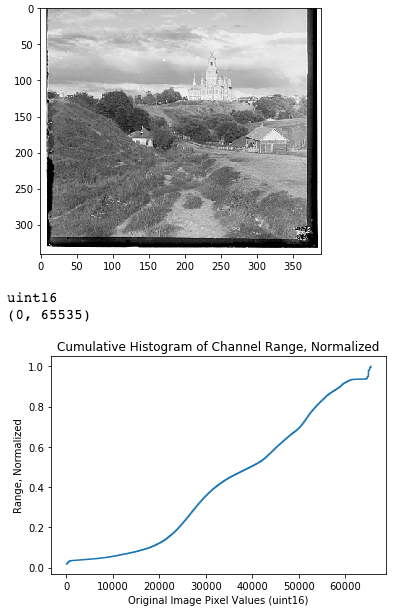 0
50
100
150
200
250
300
0 50 100 150 200 250 300 350
uint16
(0, 65535)
Cumulative Histogram of Channel Range, Normalized
1.0
0.8
0.6
0.4
0.2
0.0
Range, Normalized
0 10000 20000 30000 40000 50000 60000
Original Image Pixel Values (uint16)